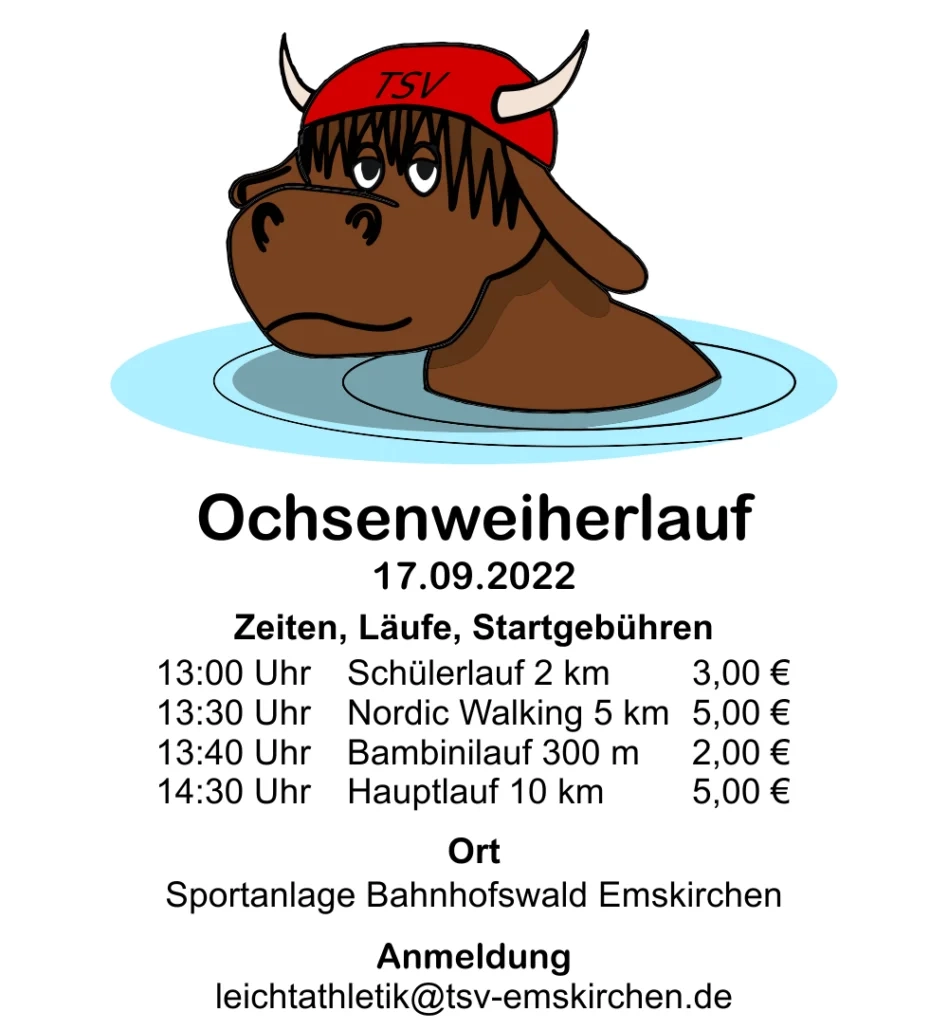 TSV
Ochsenweiherlauf
17.09.2022
Zeiten, Läufe, Startgebühren
13:00 Uhr Schülerlauf 2 km 3,00 €
13:30 Uhr Nordic Walking 5 km 5,00 €
13:40 Uhr Bambinilauf 300 m 2,00 €
14:30 Uhr Hauptlauf 10 km 5,00 €
Ort
Sportanlage Bahnhofswald Emskirchen
Anmeldung
leichtathletik@tsv-emskirchen.de